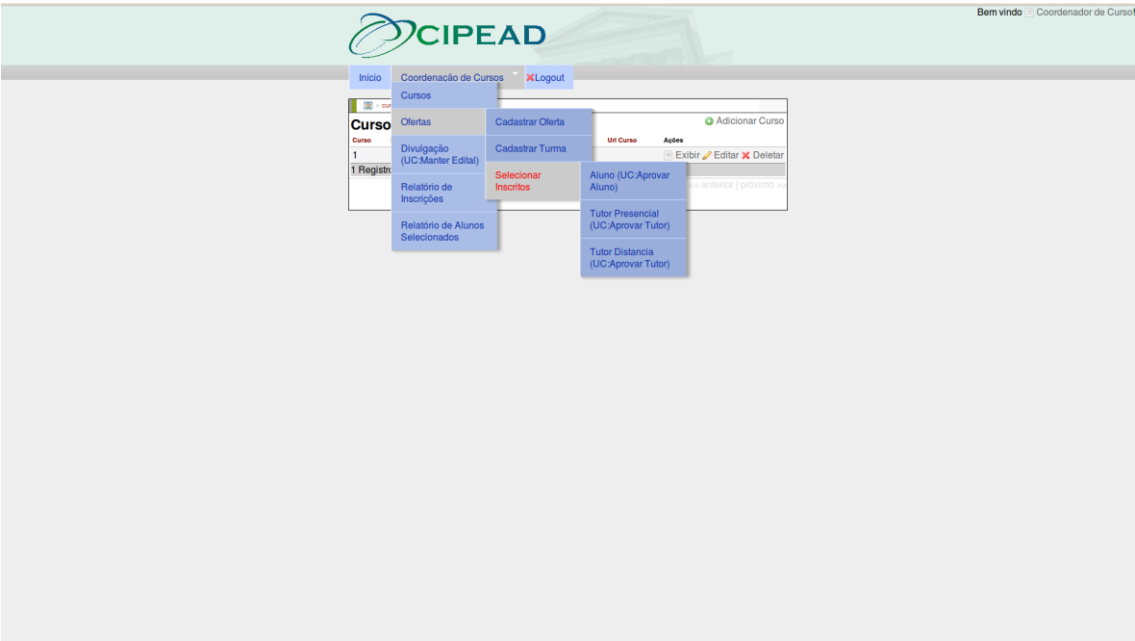 Bem vindo Coordenador de Curso!
CIPEAD
Início Coordenação de Cursos Logout
Cursos
Ofertas
Divulgação
(UC:Manter Edital)
Relatório de
Inscrições
Relatório de Alunos
Selecionados
Cadastrar Oferta
Cadastrar Turma
Selecionar
Inscritos
Aluno (UC:Aprovar
Aluno)
Tutor Presencial
(UC:Aprovar Tutor)
Tutor Distancia
(UC:Aprovar Tutor)
Curso
Adicionar Curso
Curso Url Curso Ações
1 Exibir Editar Deletar
1 Registr
<< anterior | próximo >>